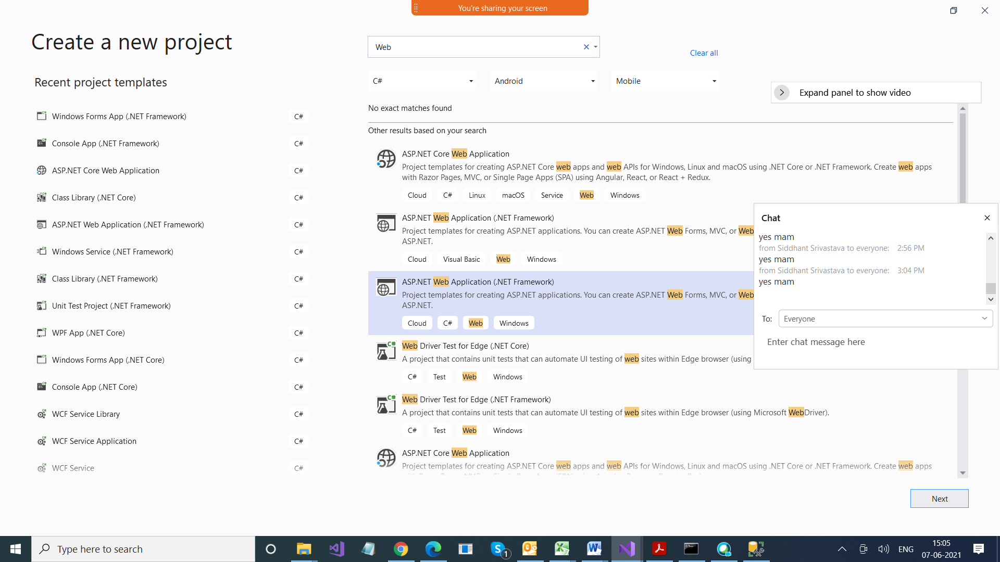 You're sharing your screen
Create a new project
Web
Clear all
Recent project templates
C#
Android
Mobile
Expand panel to show video
No exact matches found
Other results based on your search
Windows Forms App (.NET Framework) C#
Console App (.NET Framework) C#
ASP.NET Core Web Application C#
Class Library (.NET Core) C#
ASP.NET Web Application (.NET Framework) C#
Windows Service (.NET Framework) C#
Class Library (.NET Framework) C#
Unit Test Project (.NET Framework) C#
WPF App (.NET Core) C#
Windows Forms App (.NET Core) C#
Console App (.NET Core) C#
WCF Service Library C#
WCF Service Application C#
WCF Service C#
ASP.NET Core Web Application
Project templates for creating ASP.NET Core web apps and web APIs for Windows, Linux and macOS using .NET Core or .NET Framework. Create web apps
with Razor Pages, MVC, or Single Page Apps (SPA) using Angular, React, or React + Redux.
Cloud C# Linux macOS Service Web Windows
ASP.NET Web Application (.NET Framework)
Project templates for creating ASP.NET applications. You can create ASP.NET Web Forms, MVC, or Web
ASP.NET.
Cloud Visual Basic Web Windows
ASP.NET Web Application (.NET Framework)
Project templates for creating ASP.NET applications. You can create ASP.NET Web Forms, MVC, or Web
ASP.NET.
Cloud C# Web Windows
Web Driver Test for Edge (.NET Core)
A project that contains unit tests that can automate UI testing of web sites within Edge browser (using
C# Test Web Windows
Web Driver Test for Edge (.NET Framework)
A project that contains unit tests that can automate UI testing of web sites within Edge browser (using Microsoft WebDriver).
C# Test Web Windows
ASP.NET Core Web Application
Project templates for creating ASP.NET Core web apps and web APIs for Windows, Linux and macOS using .NET Core or .NET Framework. Create web apps
Chat
yes mam
from Siddhant Srivastava to everyone: 2:56 PM
yes mam
from Siddhant Srivastava to everyone: 3:04 PM
yes mam
To: Everyone
Enter chat message here
Next
Type here to search
1
ENG
15:05
07-06-2021